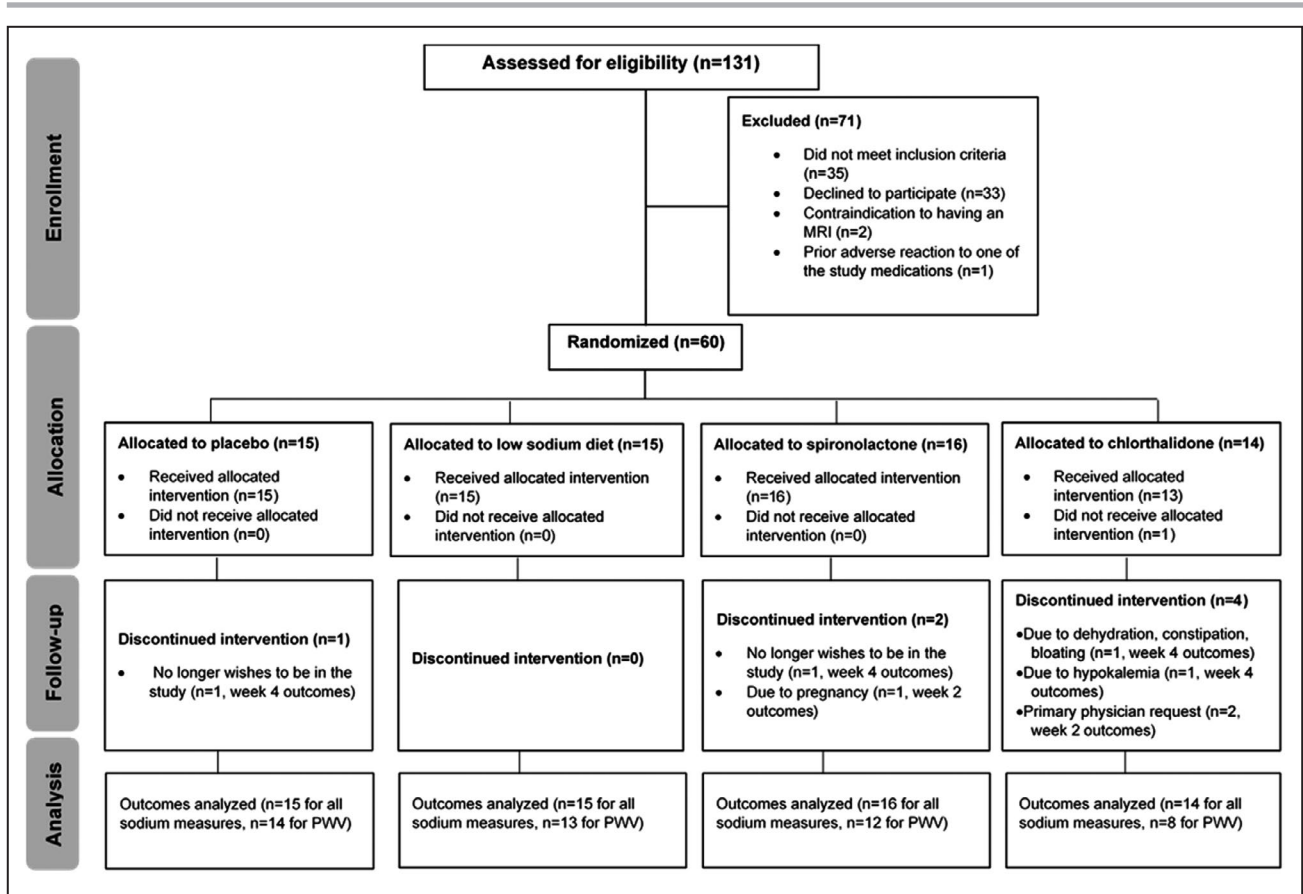 Enrollment
Assessed for eligibility (n=131)
Excluded (n=71)
• Did not meet inclusion criteria
(n=35)
• Declined to participate (n=33)
• Contraindication to having an
MRI (n=2)
• Prior adverse reaction to one of
the study medications (n=1)
Randomized (n=60)
Allocation
Allocated to placebo (n=15)
• Received allocated
intervention (n=15)
• Did not receive allocated
intervention (n=0)
Allocated to low sodium diet (n=15)
• Received allocated intervention
(n=15)
• Did not receive allocated
intervention (n=0)
Allocated to spironolactone (n=16)
• Received allocated intervention
(n=16)
• Did not receive allocated
intervention (n=0)
Allocated to chlorthalidone (n=14)
• Received allocated
intervention (n=13)
• Did not receive allocated
intervention (n=1)
Follow-up
Discontinued intervention (n=1)
• No longer wishes to be in the
study (n=1, week 4 outcomes)
Discontinued intervention (n=0)
Discontinued intervention (n=2)
• No longer wishes to be in the
study (n=1, week 4 outcomes)
• Due to pregnancy (n=1, week 2
outcomes)
Discontinued intervention (n=4)
•Due to dehydration, constipation,
bloating (n=1, week 4 outcomes)
•Due to hypokalemia (n=1, week 4
outcomes)
•Primary physician request (n=2,
week 2 outcomes)
Analysis
Outcomes analyzed (n=15 for all
sodium measures, n=14 for PWV)
Outcomes analyzed (n=15 for all
sodium measures, n=13 for PWV)
Outcomes analyzed (n=16 for all
sodium measures, n=12 for PWV)
Outcomes analyzed (n=14 for all
sodium measures, n=8 for PWV)